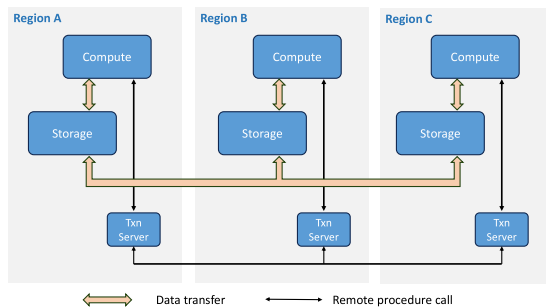 Region A
Region B
Region C
Compute
Compute
Compute
Storage
Storage
Storage
Txn
Server
Txn
Server
Txn
Server
Data transfer
Remote procedure call